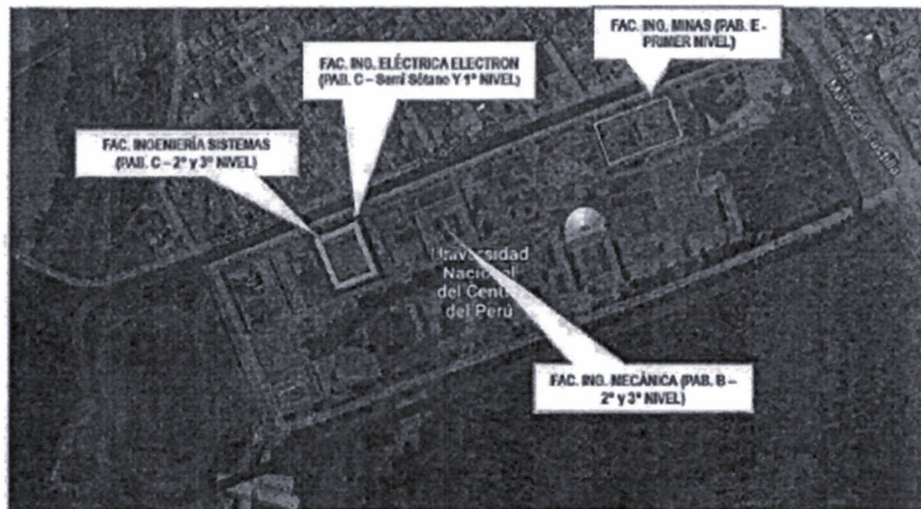 FAC. ING. MINAS (PAB. E -
PRIMER NIVEL)
FAC. ING. ELÉCTRICA ELECTRON
(PAB. C – Semi Sótano Y 1° NIVEL)
FAC. INGENIERÍA SISTEMAS
(PAB. C – 2° y 3° NIVEL)
Universidad
Nacional
del Centro
del Perú
FAC. ING. MECÁNICA (PAB. B –
2° y 3° NIVEL)